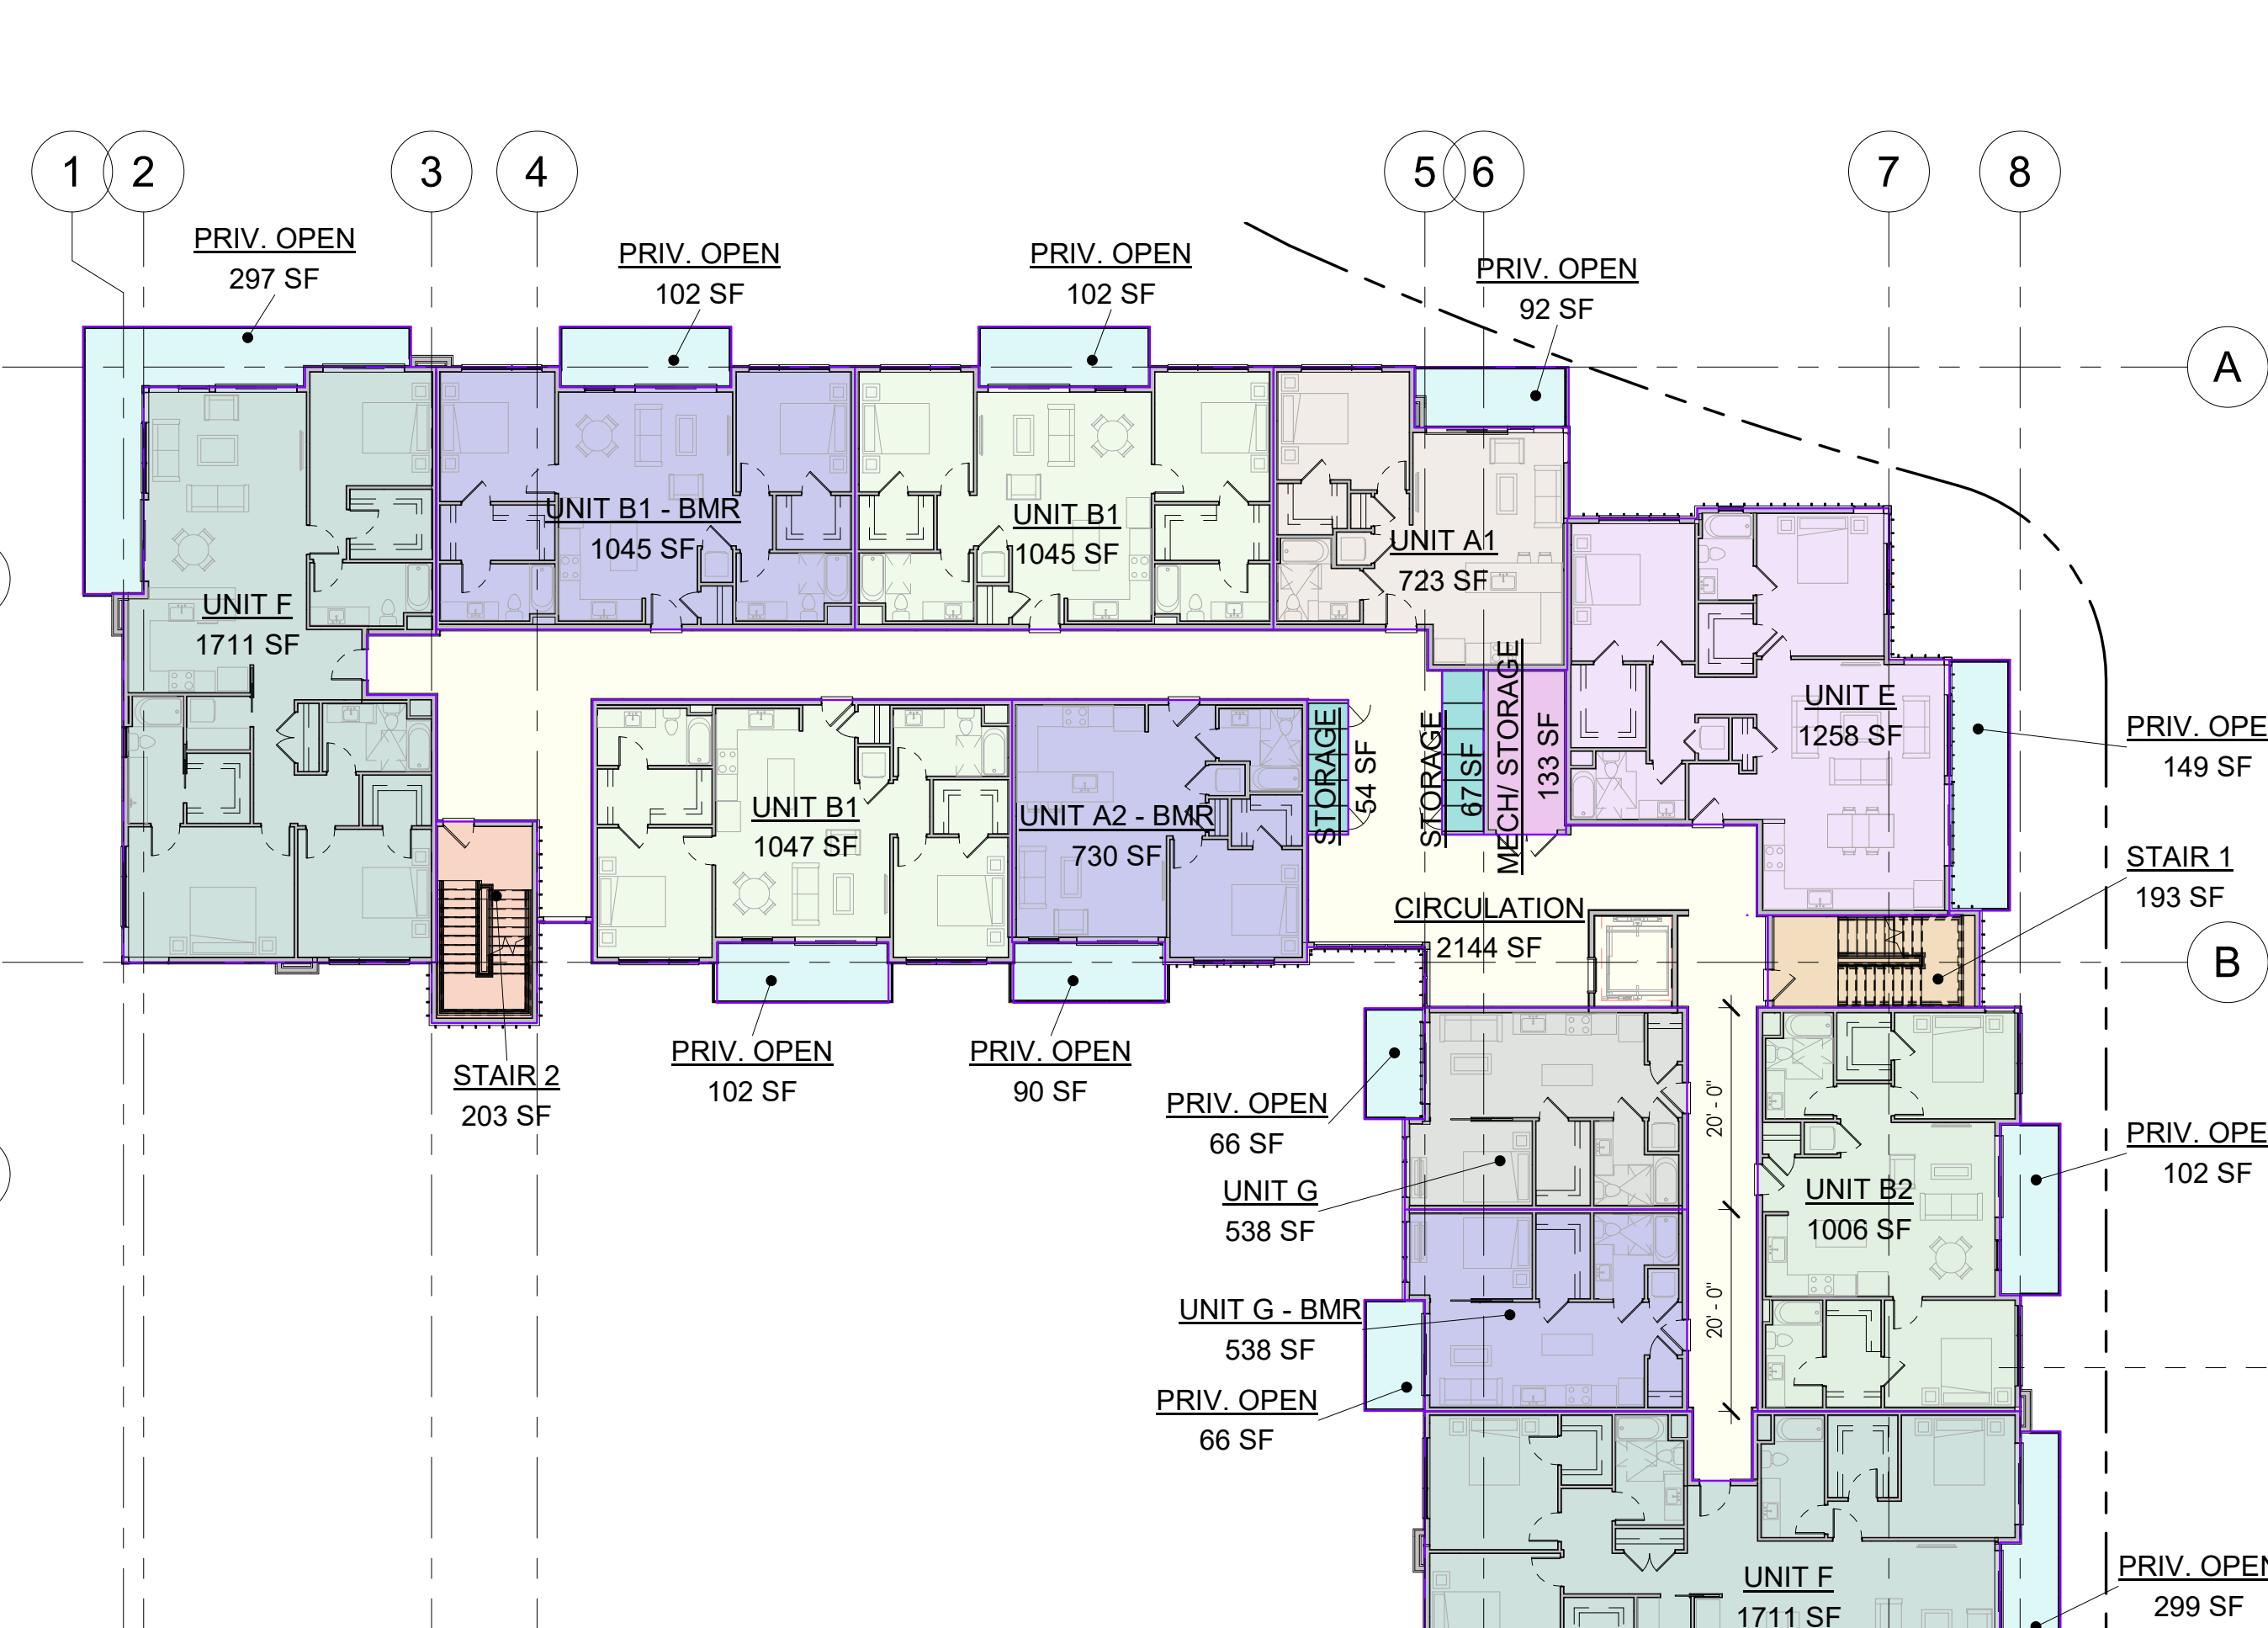 1
2
3
4
5
6
7
8
PRIV. OPEN
297 SF
PRIV. OPEN
102 SF
PRIV. OPEN
102 SF
PRIV. OPEN
92 SF
A
UNIT F
1711 SF
UNIT B1 - BMR
1045 SF
UNIT B1
1045 SF
UNIT A1
723 SF
UNIT E
1258 SF
PRIV. OPE
149 SF
UNIT B1
1047 SF
UNIT A2 - BMR
730 SF
STORAGE
54 SF
STORAGE
67 SF
MECH/ STORAGE
133 SF
STAIR 1
193 SF
CIRCULATION
2144 SF
B
STAIR 2
203 SF
PRIV. OPEN
102 SF
PRIV. OPEN
90 SF
PRIV. OPEN
66 SF
UNIT G
538 SF
20' - 0"
UNIT B2
1006 SF
PRIV. OPE
102 SF
UNIT G - BMR
538 SF
20' - 0"
PRIV. OPEN
66 SF
UNIT F
1711 SF
PRIV. OPEN
299 SF